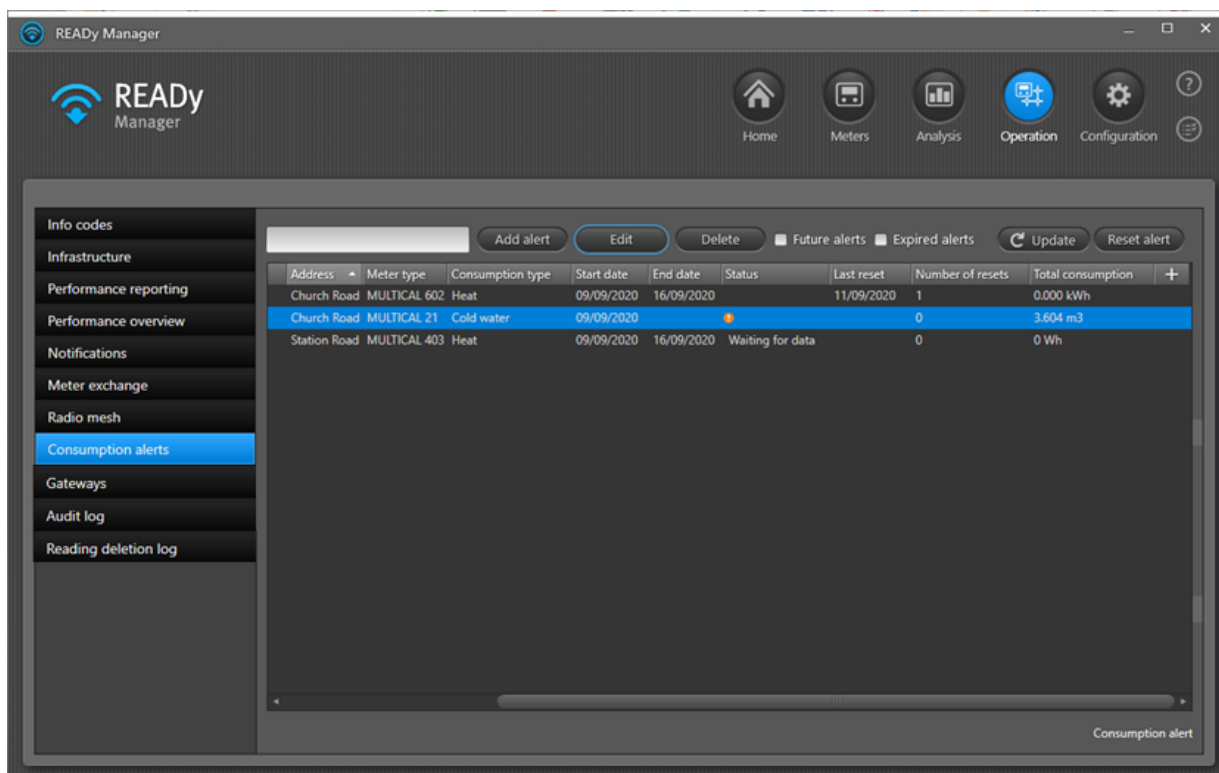 READy Manager
READy
Manager
Home Meters Analysis Operation Configuration
Info codes
Infrastructure
Performance reporting
Performance overview
Notifications
Meter exchange
Radio mesh
Consumption alerts
Gateways
Audit log
Reading deletion log
Add alert Edit Delete Future alerts Expired alerts Update Reset alert
Address Meter type Consumption type Start date End date Status Last reset Number of resets Total consumption +
Church Road MULTICAL 602 Heat 09/09/2020 16/09/2020 11/09/2020 1 0.000 kWh
Church Road MULTICAL 21 Cold water 09/09/2020 0 3.604 m3
Station Road MULTICAL 403 Heat 09/09/2020 16/09/2020 Waiting for data 0 0 Wh
Consumption alert